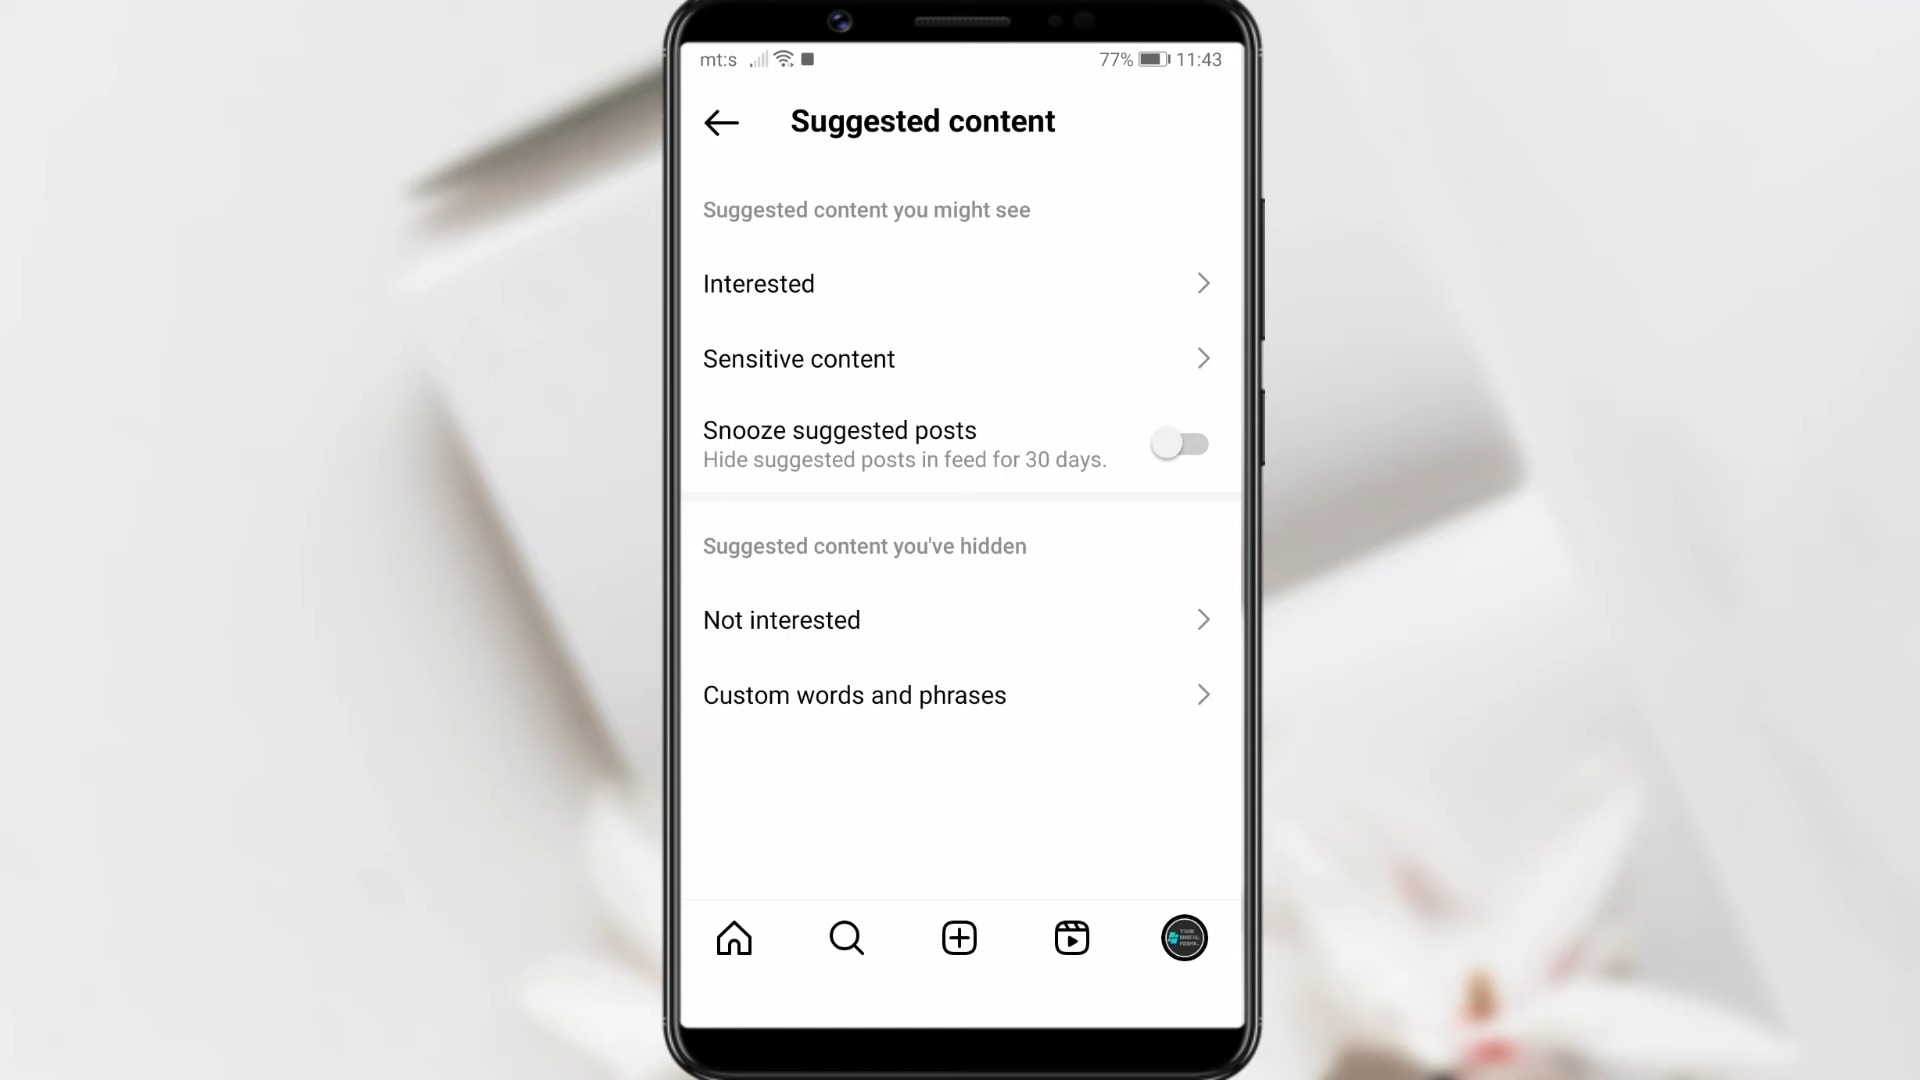 mt:s 77% 11:43
Suggested content
Suggested content you might see
Interested
Sensitive content
Snooze suggested posts
Hide suggested posts in feed for 30 days.
Suggested content you've hidden
Not interested
Custom words and phrases